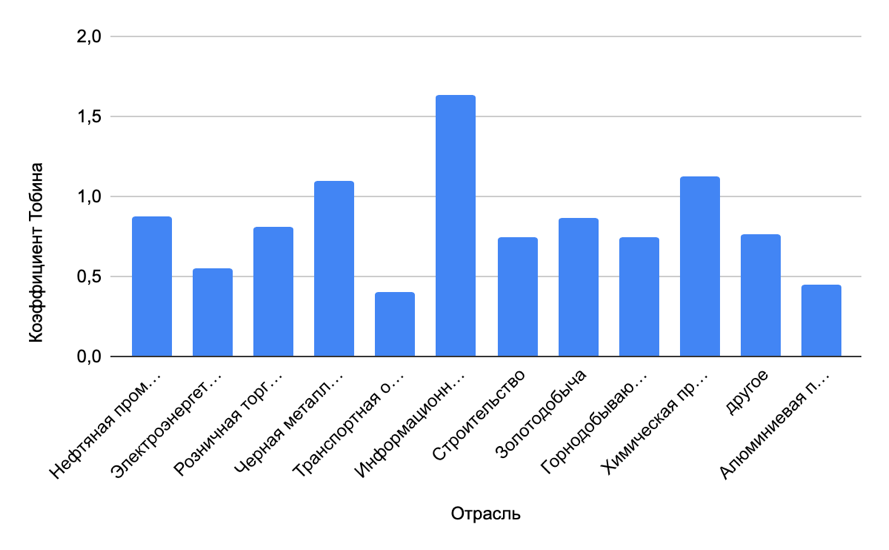 Коэффициент Тобина
2,0
1,5
1,0
0,5
0,0
Нефтяная пром…
Электроэнергет…
Розничная торг…
Черная металл…
Транспортная о…
Информационн…
Строительство
Золотодобыча
Горнодобываю…
Химическая пр…
другое
Алюминиевая п…
Отрасль